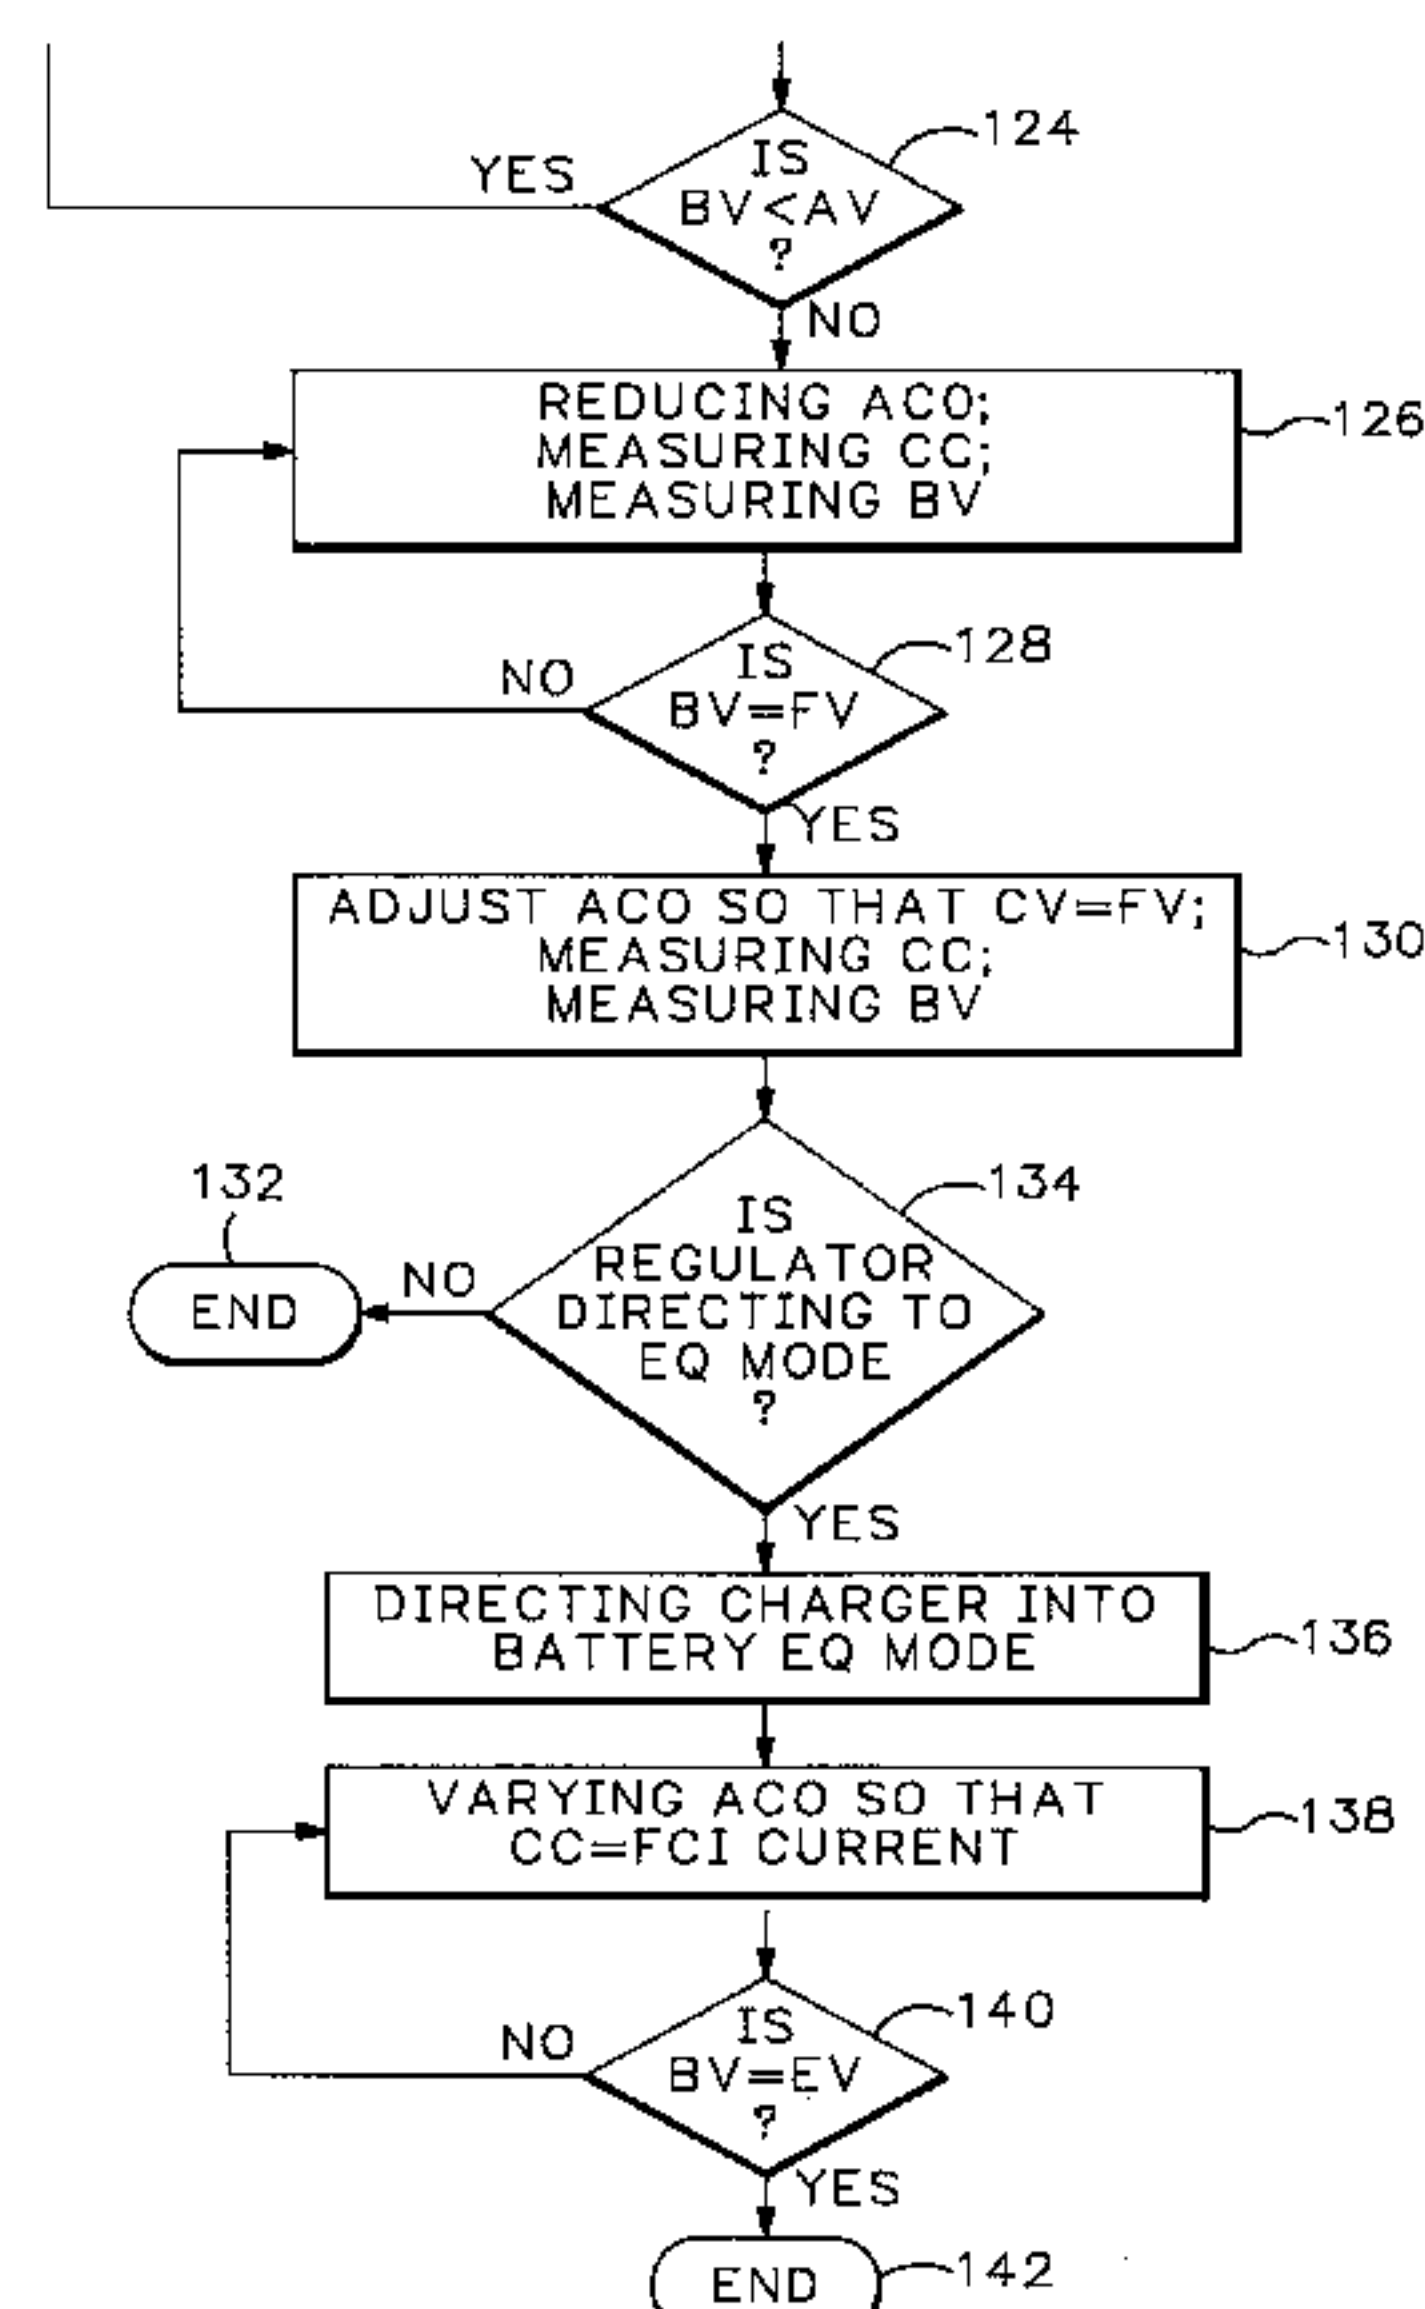 124
YES
IS
BV<AV
?
NO
REDUCING ACO;
MEASURING CC;
MEASURING BV
126
128
NO
IS
BV=FV
?
YES
ADJUST ACO SO THAT CV=FV;
MEASURING CC;
MEASURING BV
130
132
134
NO
END
IS
REGULATOR
DIRECTING TO
EQ MODE
?
YES
DIRECTING CHARGER INTO
BATTERY EQ MODE
136
VARYING ACO SO THAT
CC=FCI CURRENT
138
140
NO
IS
BV=EV
?
YES
END
142